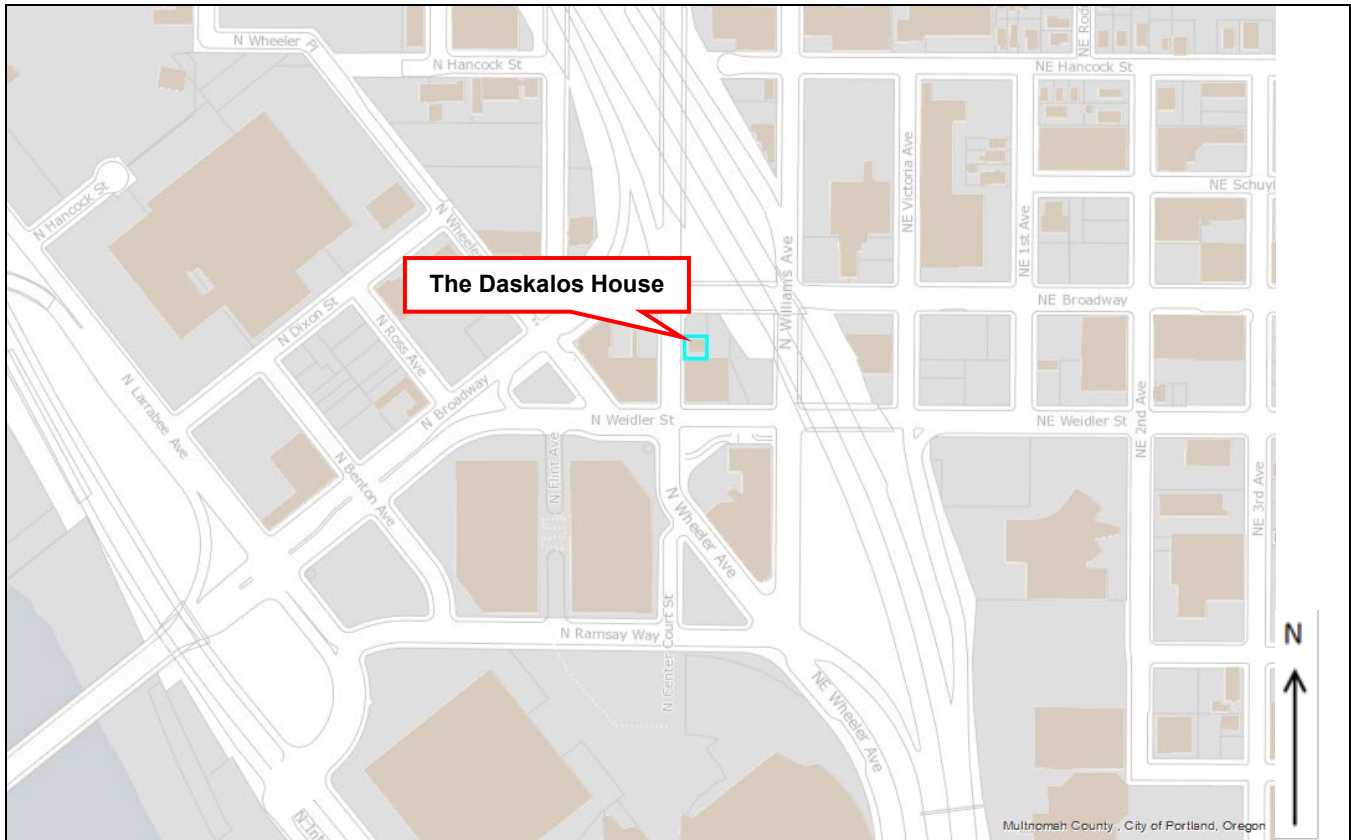 N Wheeler Pl
N Hancock St
NE Hancock St
N Hancock St
N Wheeler
NE Victoria Ave
NE 1st Ave
NE Schuyl
The Daskalos House
N Williams Ave
NE Broadway
N Dixon St
N Ross Ave
N Larrabee Ave
N Broadway
N Weidler St
NE Weidler St
NE 2nd Ave
N Benton Ave
N Flint Ave
N Wheeler Ave
NE 3rd Ave
N Ramsay Way
N Center Court St
NE Wheeler Ave
N
Multnomah County , City of Portland, Oregon